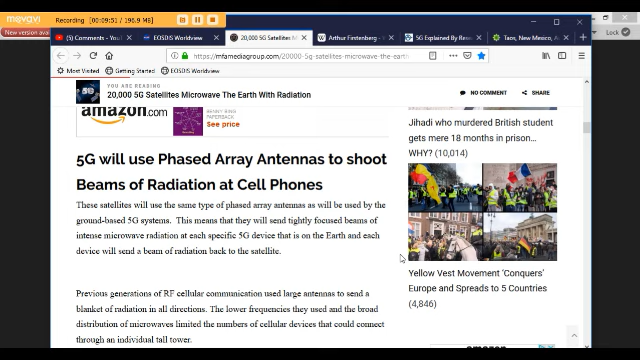 movavi
Recording ( 00:09:51 | 196.9 MB )
New version avai
Lock
(5) Comments - Yo
EOSDIS Worldview
20,000 5G Satellites M
Arthur Firstenberg -
5G Explained By Rese
Taos, New Mexico, A
https://mfamediagroup.com/20000-5g-satellites-microwave-the-earth
Most Visited
Getting Started
EOSDIS Worldview
YOU ARE READING
20,000 5G Satellites Microwave The Earth With Radiation
NO COMMENT
SHARE
amazon.com
PAPERBACK
See price
5G will use Phased Array Antennas to shoot
Beams of Radiation at Cell Phones
These satellites will use the same type of phased array antennas as will be used by the
ground-based 5G systems. This means that they will send tightly focused beams of
intense microwave radiation at each specific 5G device that is on the Earth and each
device will send a beam of radiation back to the satellite.
Previous generations of RF cellular communication used large antennas to send a
blanket of radiation in all directions. The lower frequencies they used and the broad
distribution of microwaves limited the numbers of cellular devices that could connect
through an individual tall tower.
Jihadi who murdered British student
gets mere 18 months in prison...
WHY? (10,014)
Yellow Vest Movement 'Conquers'
Europe and Spreads to 5 Countries
(4,846)